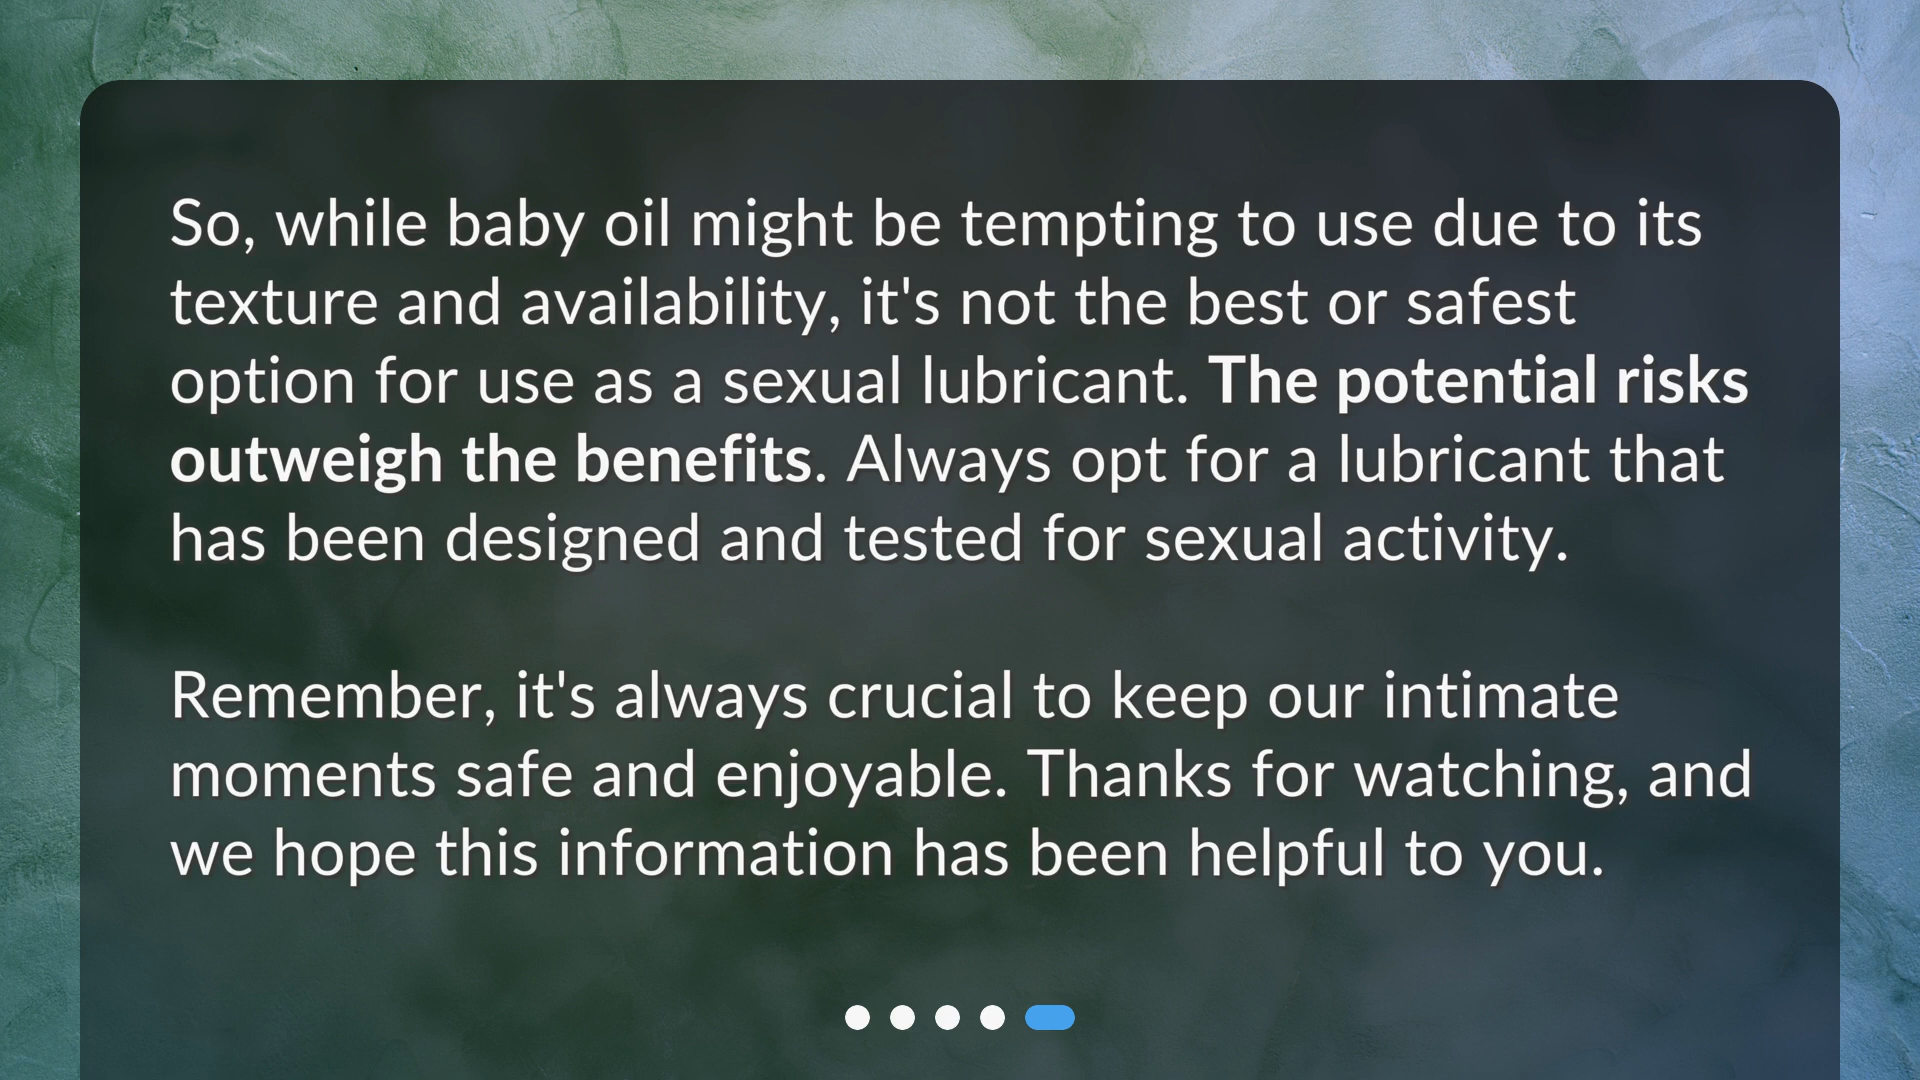 So, while baby oil might be tempting to use due to its
texture and availability, it's not the best or safest
option for use as a sexual lubricant. The potential risks
outweigh the benefits. Always opt for a lubricant that
has been designed and tested for sexual activity.
Remember, it's always crucial to keep our intimate
moments safe and enjoyable. Thanks for watching, and
we hope this information has been helpful to you.